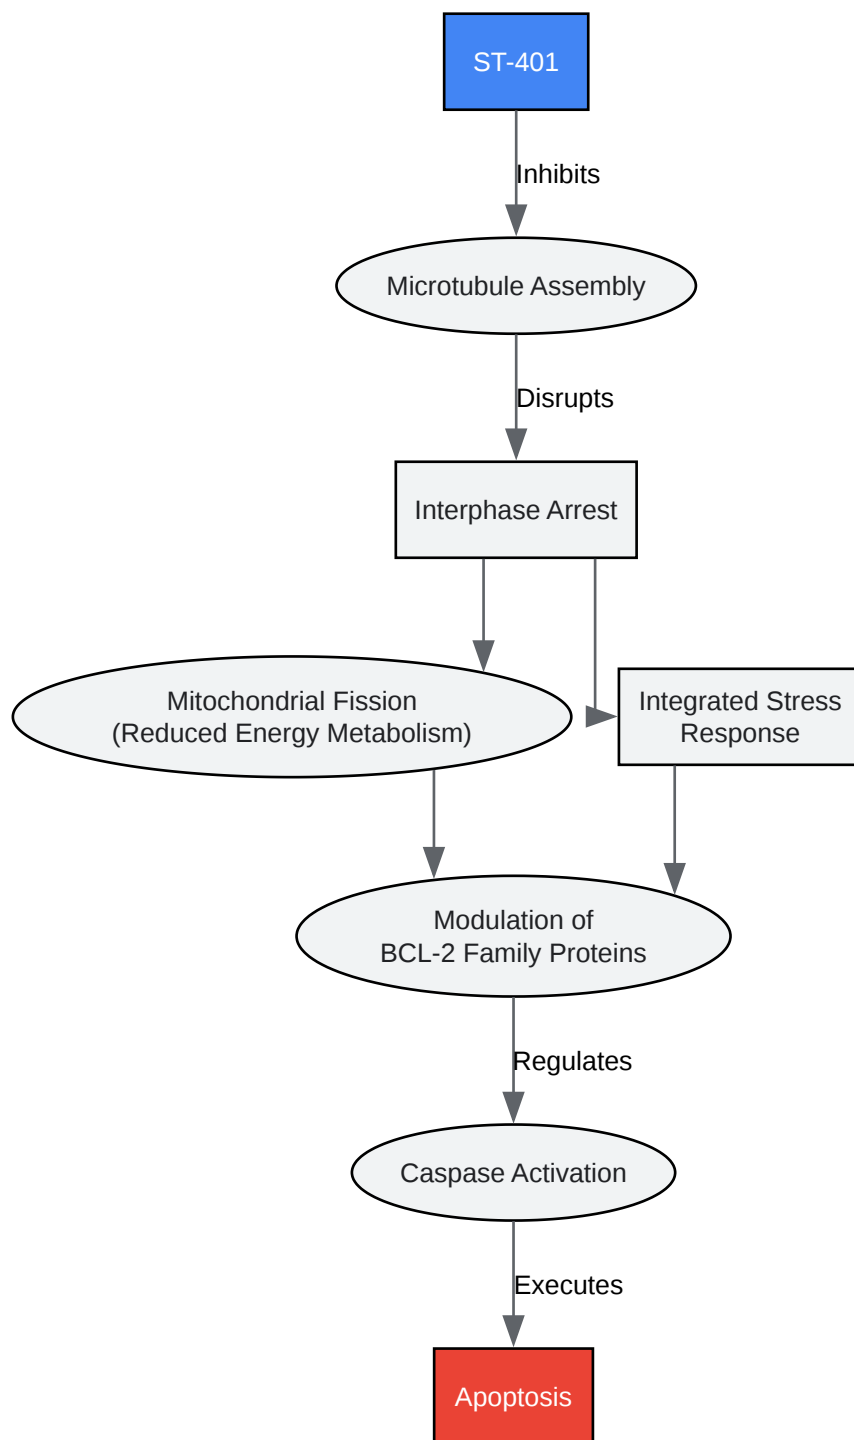 ST-401
Inhibits
Microtubule Assembly
Disrupts
Interphase Arrest
Mitochondrial Fission
(Reduced Energy Metabolism)
Integrated Stress
Response
Modulation of
BCL-2 Family Proteins
Regulates
Caspase Activation
Executes
Apoptosis